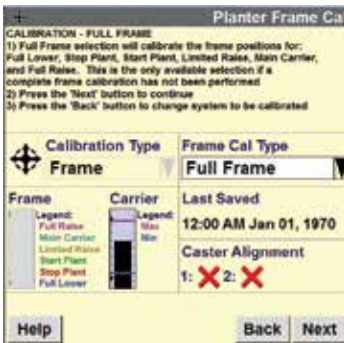 Planter Frame Ca
CALIBRATION - FULL FRAME
1) Full Frame selection will calibrate the frame positions for:
Full Lower, Stop Plant, Start Plant, Limited Raise, Main Carrier,
and Full Raise. This is the only available selection if a
complete frame calibration has not been performed
2) Press the 'Next' button to continue
3) Press the 'Back' button to change system to be calibrated
Calibration Type
Frame
Frame Cal Type
Full Frame
Frame
Legend:
Full Raise
Main Carrier
Limited Raise
Start Plant
Stop Plant
Full Lower
Carrier
Legend:
Max
Min
Last Saved
12:00 AM Jan 01, 1970
Caster Alignment
1: 2:
Help
Back
Next